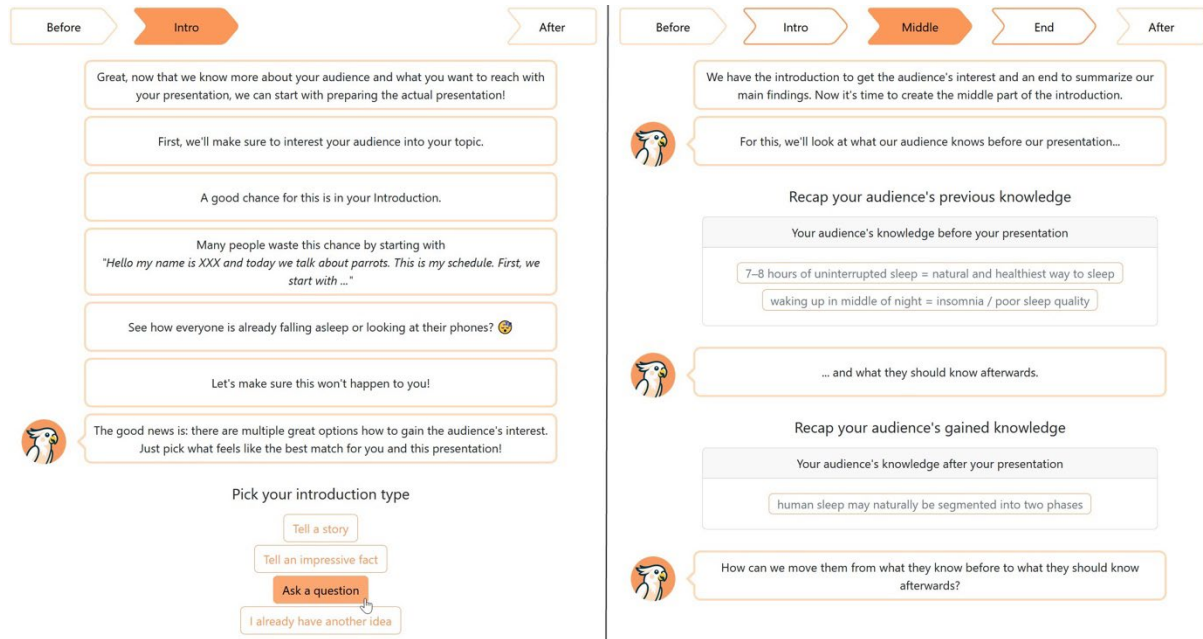 Before
Intro
After
Great, now that we know more about your audience and what you want to reach with
your presentation, we can start with preparing the actual presentation!
First, we'll make sure to interest your audience into your topic.
A good chance for this is in your Introduction.
Many people waste this chance by starting with
"Hello my name is XXX and today we talk about parrots. This is my schedule. First, we
start with ..."
See how everyone is already falling asleep or looking at their phones? 😴
Let's make sure this won't happen to you!
The good news is: there are multiple great options how to gain the audience's interest.
Just pick what feels like the best match for you and this presentation!
Pick your introduction type
Tell a story
Tell an impressive fact
Ask a question
I already have another idea
Before
Intro
Middle
End
After
We have the introduction to get the audience's interest and an end to summarize our
main findings. Now it's time to create the middle part of the introduction.
For this, we'll look at what our audience knows before our presentation...
Recap your audience's previous knowledge
Your audience's knowledge before your presentation
7–8 hours of uninterrupted sleep = natural and healthiest way to sleep
waking up in middle of night = insomnia / poor sleep quality
... and what they should know afterwards.
Recap your audience's gained knowledge
Your audience's knowledge after your presentation
human sleep may naturally be segmented into two phases
How can we move them from what they know before to what they should know
afterwards?